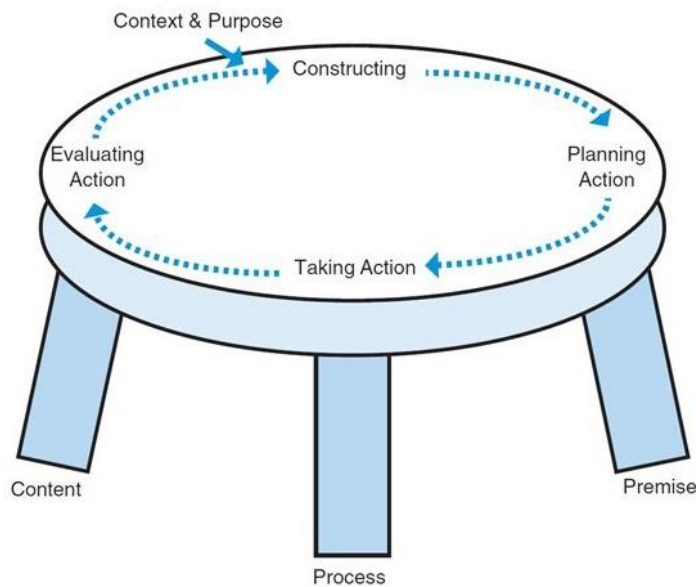 Context & Purpose
Constructing
Evaluating
Action
Planning
Action
Taking Action
Content
Premise
Process